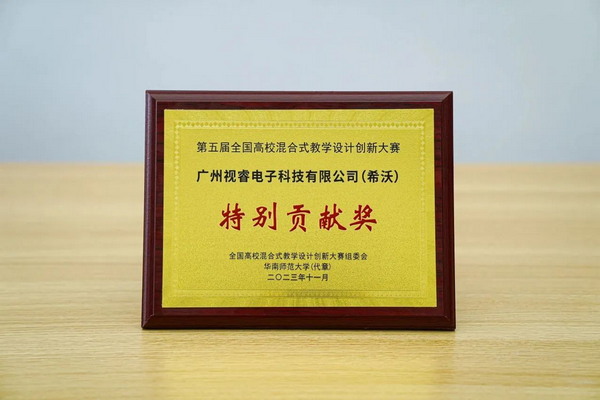 第五届全国高校混合式教学设计创新大赛
广州视睿电子科技有限公司(希沃)
特别贡献奖
全国高校混合式教学设计创新大赛组委会
华南师范大学(代章)
二〇二三年十一月